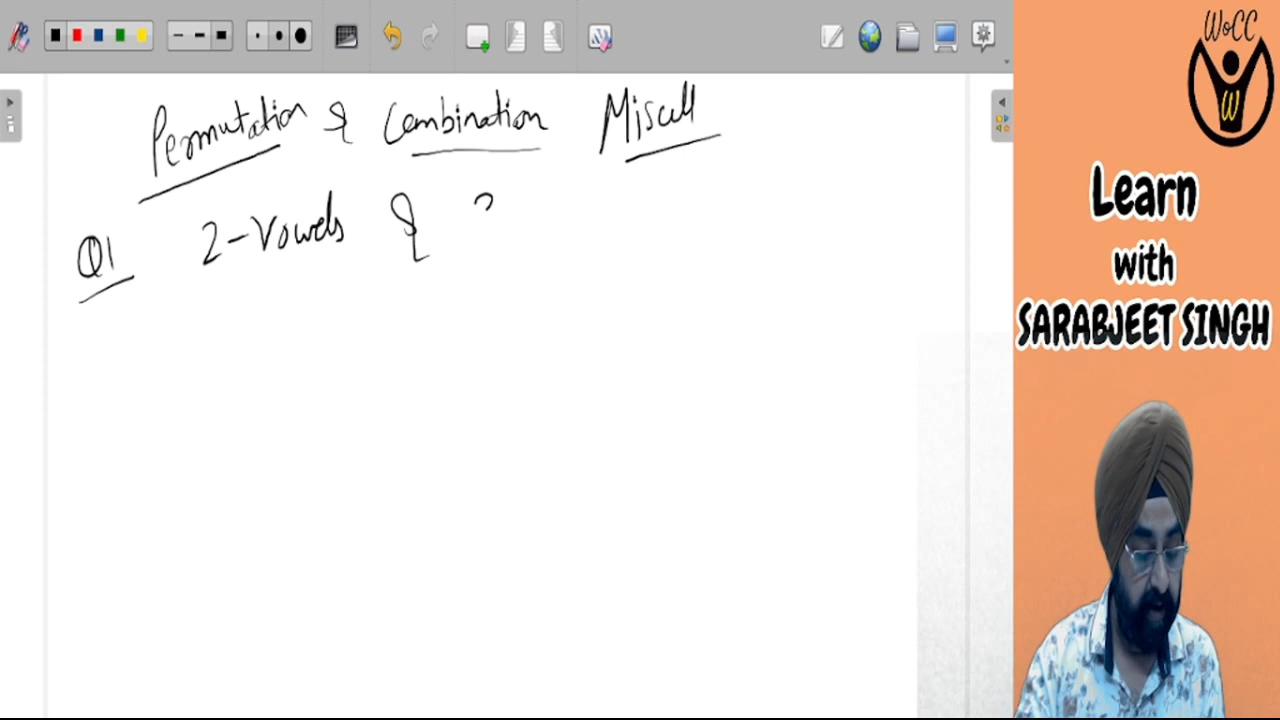 Permutation & Combination Miscell
Q1 2-Vowels &
WoCC
W
Learn
with
SARABJEET SINGH